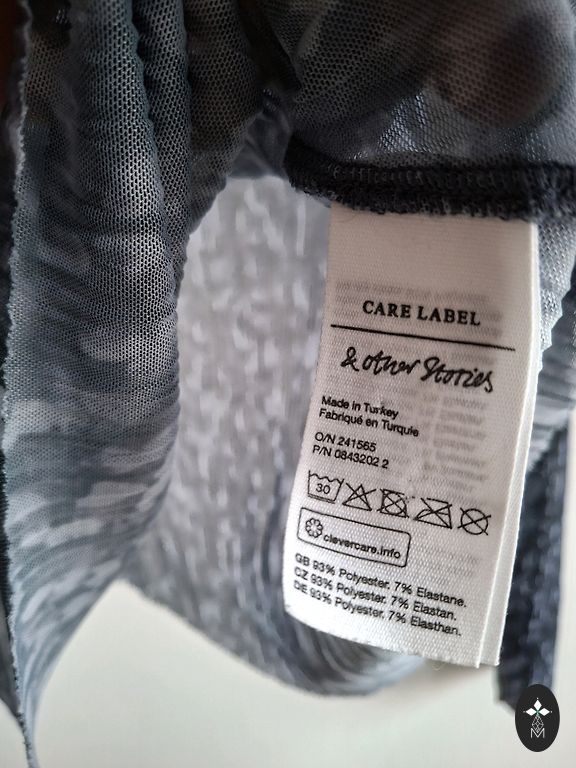 CARE LABEL
& other Stories
Made in Turkey
Fabriqué en Turquie
O/N 241565
P/N 0843202 2
30
clevercare.info
GB 93% Polyester, 7% Elastane.
CZ 93% Polyester, 7% Elastan.
DE 93% Polyester, 7% Elasthan.
M